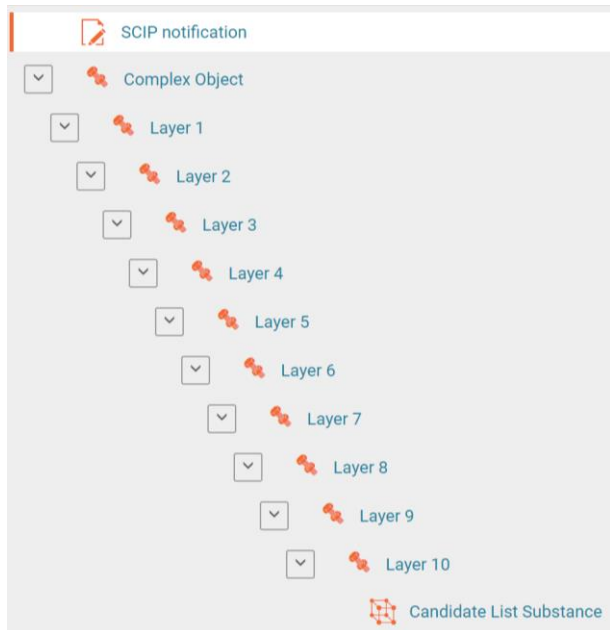 SCIP notification
Complex Object
Layer 1
Layer 2
Layer 3
Layer 4
Layer 5
Layer 6
Layer 7
Layer 8
Layer 9
Layer 10
Candidate List Substance